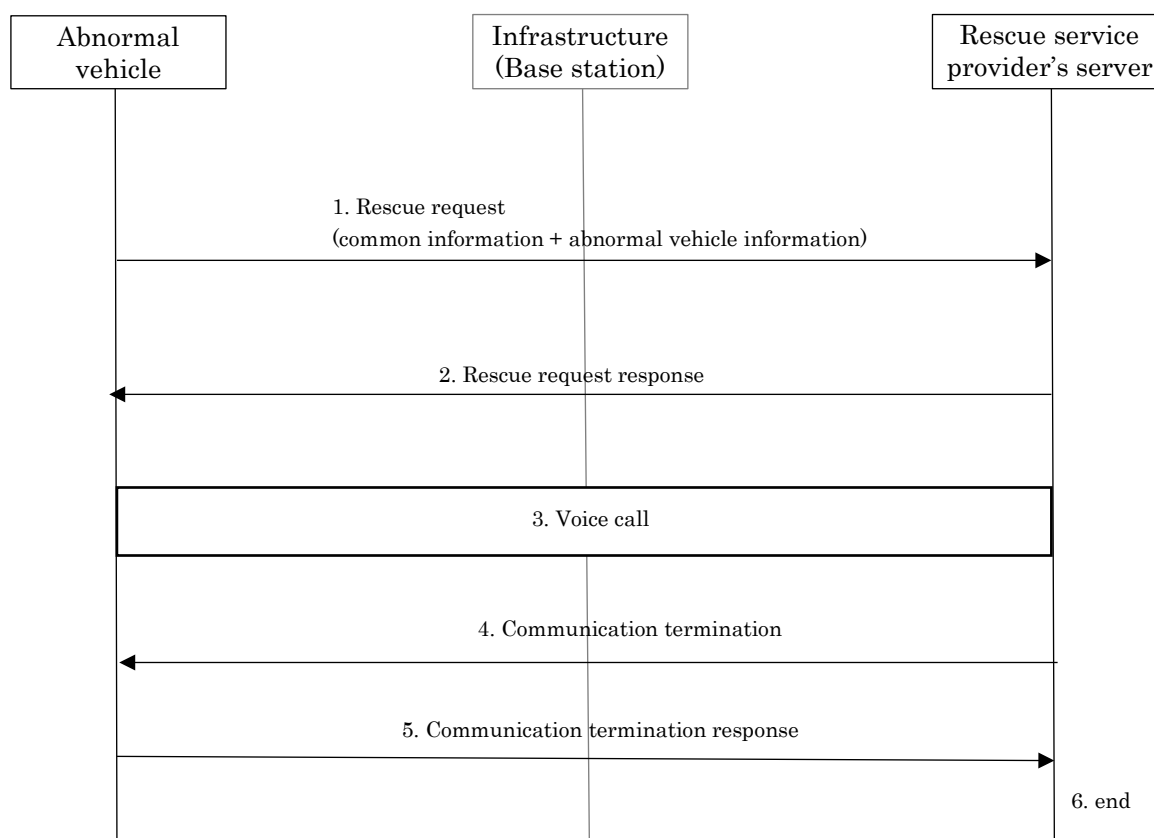 Abnormal
vehicle
Infrastructure
(Base station)
Rescue service
provider’s server
1. Rescue request
(common information + abnormal vehicle information)
2. Rescue request response
3. Voice call
4. Communication termination
5. Communication termination response
6. end